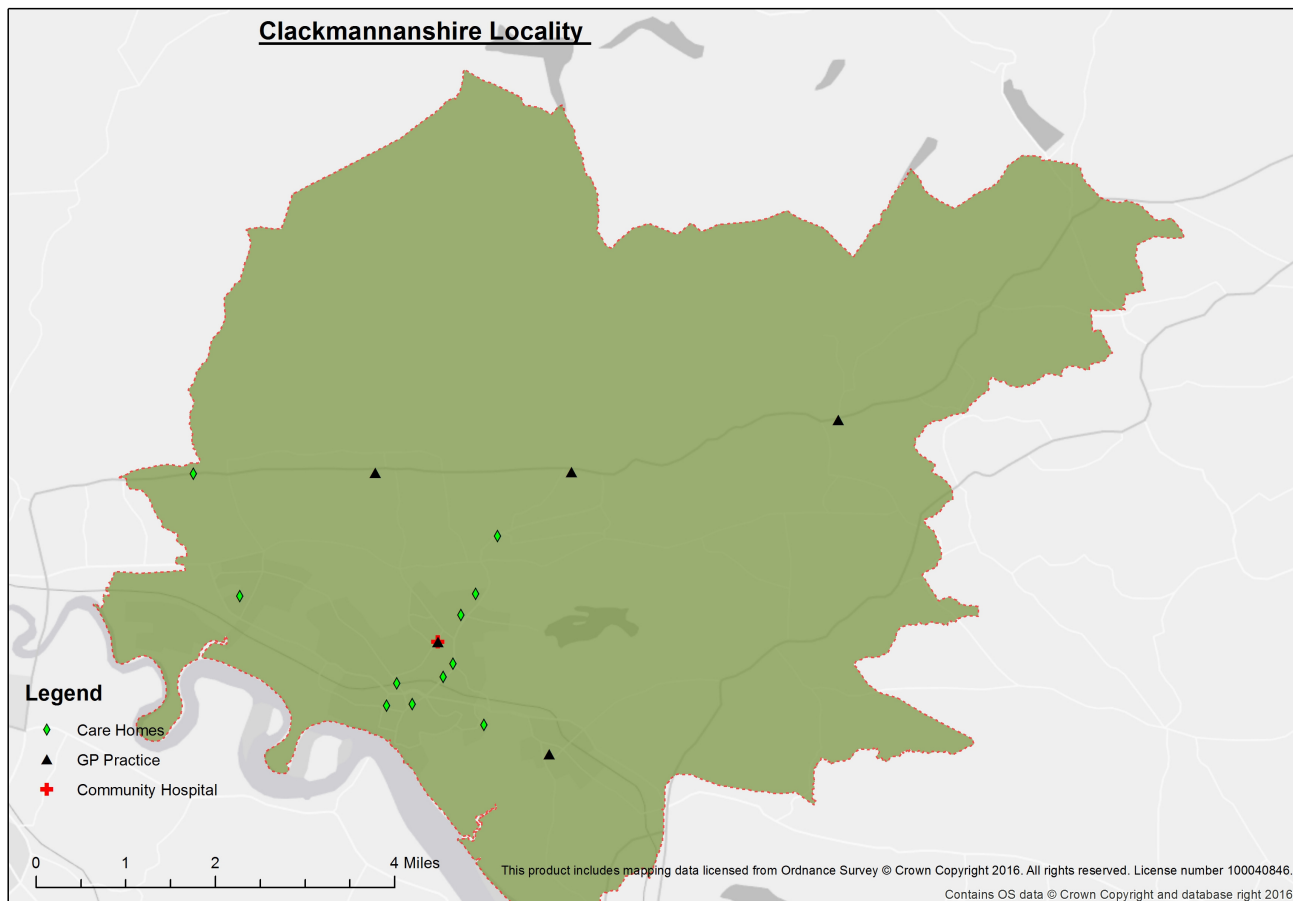 Clackmannanshire Locality
Legend
Care Homes
GP Practice
Community Hospital
0 1 2 4 Miles
This product includes mapping data licensed from Ordnance Survey © Crown Copyright 2016. All rights reserved. License number 100040846.
Contains OS data © Crown Copyright and database right 2016